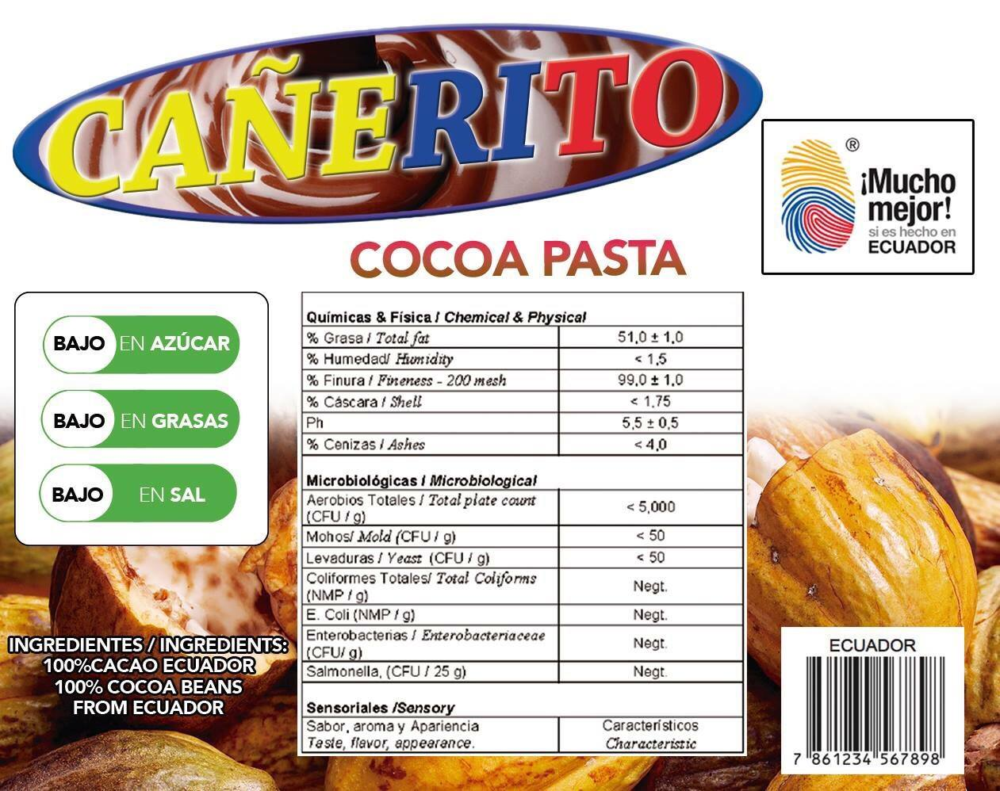 CAÑERITO
®
¡Mucho
mejor!
si es hecho en
ECUADOR
COCOA PASTA
BAJO EN AZÚCAR
BAJO EN GRASAS
BAJO EN SAL
Químicas & Física / Chemical & Physical
% Grasa / Total fat 51,0 ± 1,0
% Humedad/ Humidity < 1,5
% Finura / Fineness - 200 mesh 99,0 ± 1,0
% Cáscara / Shell < 1,75
Ph 5,5 ± 0,5
% Cenizas / Ashes < 4,0
Microbiológicas / Microbiological
Aerobios Totales / Total plate count
(CFU / g) < 5,000
Mohos/ Mold (CFU / g) < 50
Levaduras / Yeast (CFU / g) < 50
Coliformes Totales/ Total Coliforms
(NMP / g) Negt.
E. Coli (NMP / g) Negt.
Enterobacterias / Enterobacteriaceae
(CFU/ g) Negt.
Salmonella, (CFU / 25 g) Negt.
Sensoriales /Sensory
Sabor, aroma y Apariencia Característicos
Taste, flavor, appearance. Characteristic
INGREDIENTES / INGREDIENTS:
100%CACAO ECUADOR
100% COCOA BEANS
FROM ECUADOR
ECUADOR
7 861234 567898